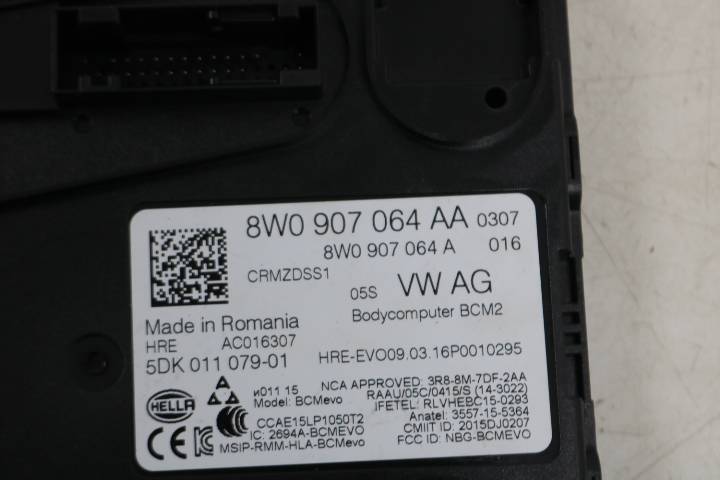 8W0 907 064 AA 0307
8W0 907 064 A 016
CRMZDSS1
05S VW AG
Bodycomputer BCM2
Made in Romania
HRE AC016307
5DK 011 079-01 HRE-EVO09.03.16P0010295
и011 15 NCA APPROVED: 3R8-8M-7DF-2AA
Model: BCMevo RAAU/05C/0415/S (14-3022)
HELLA IFETEL: RLVHEBC15-0293
CCAE15LP1050T2 Anatel: 3557-15-5364
IC: 2694A-BCMEVO CMIIT ID: 2015DJ0207
CE MSIP-RMM-HLA-BCMevo FCC ID: NBG-BCMEVO